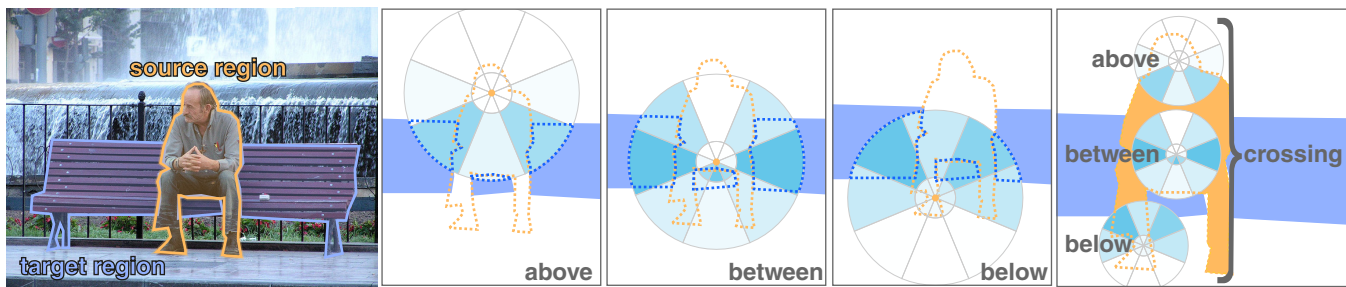 source region
target region
above
between
below
above
between
below
crossing